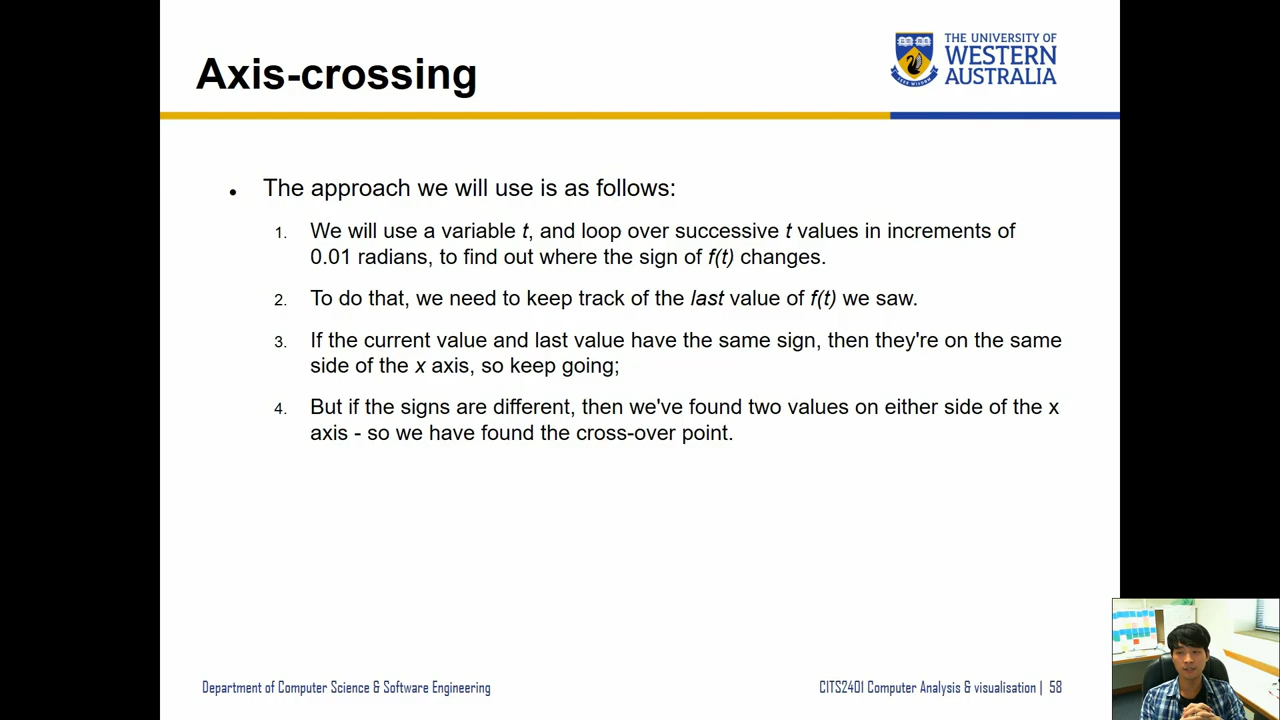 Axis-crossing
THE UNIVERSITY OF
WESTERN
AUSTRALIA
• The approach we will use is as follows:
1. We will use a variable t, and loop over successive t values in increments of
0.01 radians, to find out where the sign of f(t) changes.
2. To do that, we need to keep track of the last value of f(t) we saw.
3. If the current value and last value have the same sign, then they're on the same
side of the x axis, so keep going;
4. But if the signs are different, then we've found two values on either side of the x
axis - so we have found the cross-over point.
Department of Computer Science & Software Engineering
CITS2401 Computer Analysis & visualisation | 58